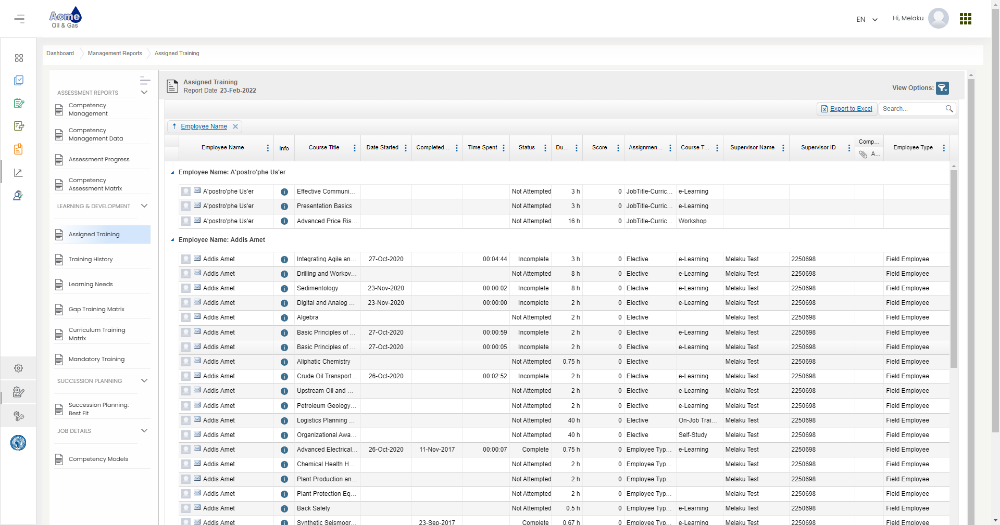 Acme
Oil & Gas
EN
Hi, Melaku
Dashboard
Management Reports
Assigned Training
ASSESSMENT REPORTS
Competency
Management
Competency
Management Data
Assessment Progress
Competency
Assessment Matrix
LEARNING & DEVELOPMENT
Assigned Training
Training History
Learning Needs
Gap Training Matrix
Curriculum Training
Matrix
Mandatory Training
SUCCESSION PLANNING
Succession Planning:
Best Fit
JOB DETAILS
Competency Models
Assigned Training
Report Date 23-Feb-2022
View Options:
Export to Excel
Search...
Employee Name
Employee Name Info Course Title Date Started Completed... Time Spent Status Du... Score Assignmen... Course T... Supervisor Name Supervisor ID Comp... A... Employee Type
Employee Name: A'postro'phe Us'er
A'postro'phe Us'er Effective Communi... Not Attempted 3 h 0 JobTitle-Curric... e-Learning
A'postro'phe Us'er Presentation Basics Not Attempted 3 h 0 JobTitle-Curric... e-Learning
A'postro'phe Us'er Advanced Price Ris... Not Attempted 16 h 0 JobTitle-Curric... Workshop
Employee Name: Addis Amet
Addis Amet Integrating Agile an... 27-Oct-2020 00:04:44 Incomplete 3 h 0 Elective e-Learning Melaku Test 2250698 Field Employee
Addis Amet Drilling and Workov... Not Attempted 8 h 0 Elective e-Learning Melaku Test 2250698 Field Employee
Addis Amet Sedimentology 23-Nov-2020 00:00:02 Incomplete 8 h 0 Elective e-Learning Melaku Test 2250698 Field Employee
Addis Amet Digital and Analog ... 23-Nov-2020 00:00:00 Incomplete 2 h 0 Elective e-Learning Melaku Test 2250698 Field Employee
Addis Amet Algebra Not Attempted 2 h 0 Elective Melaku Test 2250698 Field Employee
Addis Amet Basic Principles of ... 27-Oct-2020 00:00:59 Incomplete 2 h 0 Elective e-Learning Melaku Test 2250698 Field Employee
Addis Amet Basic Principles of ... 27-Oct-2020 00:00:05 Incomplete 2 h 0 Elective e-Learning Melaku Test 2250698 Field Employee
Addis Amet Aliphatic Chemistry Not Attempted 0.75 h 0 Elective Melaku Test 2250698 Field Employee
Addis Amet Crude Oil Transport... 26-Oct-2020 00:02:52 Incomplete 2 h 0 Elective e-Learning Melaku Test 2250698 Field Employee
Addis Amet Upstream Oil and ... Not Attempted 2 h 0 Elective e-Learning Melaku Test 2250698 Field Employee
Addis Amet Petroleum Geology... Not Attempted 2 h 0 Elective e-Learning Melaku Test 2250698 Field Employee
Addis Amet Logistics Planning ... Not Attempted 40 h 0 Elective On-Job Trai... Melaku Test 2250698 Field Employee
Addis Amet Organizational Awa... Not Attempted 40 h 0 Elective Self-Study Melaku Test 2250698 Field Employee
Addis Amet Advanced Electrical... 26-Oct-2020 11-Nov-2017 00:00:07 Complete 0.75 h 0 Employee Typ... e-Learning Melaku Test 2250698 Field Employee
Addis Amet Chemical Health H... Not Attempted 2 h 0 Employee Typ... Melaku Test 2250698 Field Employee
Addis Amet Plant Production an... Not Attempted 2 h 0 Employee Typ... Melaku Test 2250698 Field Employee
Addis Amet Plant Protection Eq... Not Attempted 2 h 0 Employee Typ... Melaku Test 2250698 Field Employee
Addis Amet Back Safety Not Attempted 0.5 h 0 Employee Typ... e-Learning Melaku Test 2250698 Field Employee
Addis Amet Synthetic Seismogr... 23-Sep-2017 Complete 0.67 h 0 Employee Typ... e-Learning Melaku Test 2250698 Field Employee